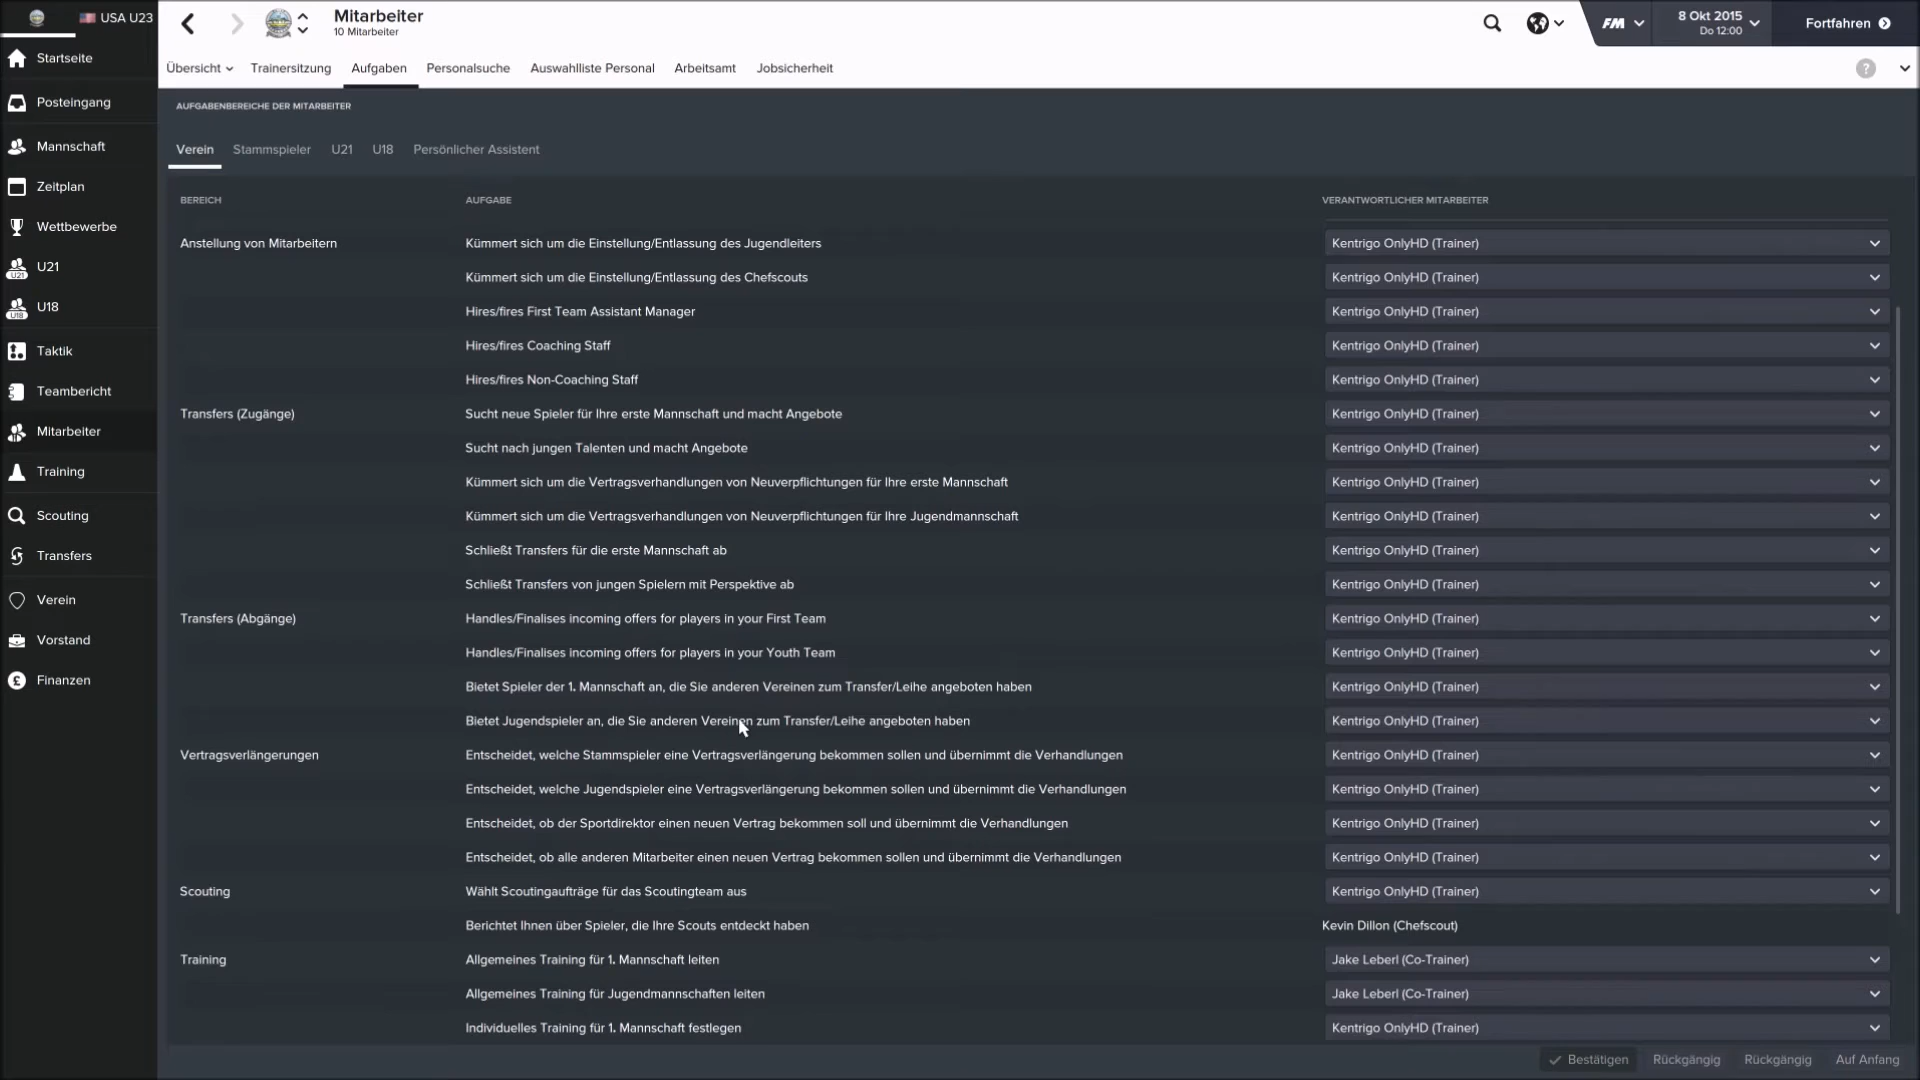 USA U23
Mitarbeiter
10 Mitarbeiter
FM
8 Okt 2015
Do 12:00
Fortfahren
Übersicht
Trainersitzung
Aufgaben
Personalsuche
Auswahlliste Personal
Arbeitsamt
Jobsicherheit
?
Startseite
Posteingang
Mannschaft
Zeitplan
Wettbewerbe
U21
U21
U18
U18
Taktik
Teambericht
Mitarbeiter
Training
Scouting
Transfers
Verein
Vorstand
£ Finanzen
AUFGABENBEREICHE DER MITARBEITER
Verein
Stammspieler
U21
U18
Persönlicher Assistent
BEREICH AUFGABE VERANTWORTLICHER MITARBEITER
Anstellung von Mitarbeitern Kümmert sich um die Einstellung/Entlassung des Jugendleiters Kentrigo OnlyHD (Trainer)
Kümmert sich um die Einstellung/Entlassung des Chefscouts Kentrigo OnlyHD (Trainer)
Hires/fires First Team Assistant Manager Kentrigo OnlyHD (Trainer)
Hires/fires Coaching Staff Kentrigo OnlyHD (Trainer)
Hires/fires Non-Coaching Staff Kentrigo OnlyHD (Trainer)
Transfers (Zugänge) Sucht neue Spieler für Ihre erste Mannschaft und macht Angebote Kentrigo OnlyHD (Trainer)
Sucht nach jungen Talenten und macht Angebote Kentrigo OnlyHD (Trainer)
Kümmert sich um die Vertragsverhandlungen von Neuverpflichtungen für Ihre erste Mannschaft Kentrigo OnlyHD (Trainer)
Kümmert sich um die Vertragsverhandlungen von Neuverpflichtungen für Ihre Jugendmannschaft Kentrigo OnlyHD (Trainer)
Schließt Transfers für die erste Mannschaft ab Kentrigo OnlyHD (Trainer)
Schließt Transfers von jungen Spielern mit Perspektive ab Kentrigo OnlyHD (Trainer)
Transfers (Abgänge) Handles/Finalises incoming offers for players in your First Team Kentrigo OnlyHD (Trainer)
Handles/Finalises incoming offers for players in your Youth Team Kentrigo OnlyHD (Trainer)
Bietet Spieler der 1. Mannschaft an, die Sie anderen Vereinen zum Transfer/Leihe angeboten haben Kentrigo OnlyHD (Trainer)
Bietet Jugendspieler an, die Sie anderen Vereinen zum Transfer/Leihe angeboten haben Kentrigo OnlyHD (Trainer)
Vertragsverlängerungen Entscheidet, welche Stammspieler eine Vertragsverlängerung bekommen sollen und übernimmt die Verhandlungen Kentrigo OnlyHD (Trainer)
Entscheidet, welche Jugendspieler eine Vertragsverlängerung bekommen sollen und übernimmt die Verhandlungen Kentrigo OnlyHD (Trainer)
Entscheidet, ob der Sportdirektor einen neuen Vertrag bekommen soll und übernimmt die Verhandlungen Kentrigo OnlyHD (Trainer)
Entscheidet, ob alle anderen Mitarbeiter einen neuen Vertrag bekommen sollen und übernimmt die Verhandlungen Kentrigo OnlyHD (Trainer)
Scouting Wählt Scoutingaufträge für das Scoutingteam aus Kentrigo OnlyHD (Trainer)
Berichtet Ihnen über Spieler, die Ihre Scouts entdeckt haben Kevin Dillon (Chefscout)
Training Allgemeines Training für 1. Mannschaft leiten Jake Leberl (Co-Trainer)
Allgemeines Training für Jugendmannschaften leiten Jake Leberl (Co-Trainer)
Individuelles Training für 1. Mannschaft festlegen Kentrigo OnlyHD (Trainer)
Bestätigen Rückgängig Rückgängig Auf Anfang